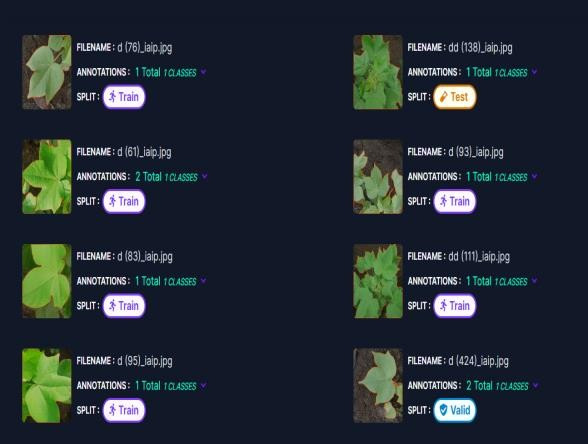 FILENAME : d (76)_iaip.jpg
ANNOTATIONS : 1 Total 1 CLASSES
SPLIT : Train
FILENAME : dd (138)_iaip.jpg
ANNOTATIONS : 1 Total 1 CLASSES
SPLIT : Test
FILENAME : d (61)_iaip.jpg
ANNOTATIONS : 2 Total 1 CLASSES
SPLIT : Train
FILENAME : d (93)_iaip.jpg
ANNOTATIONS : 1 Total 1 CLASSES
SPLIT : Train
FILENAME : d (83)_iaip.jpg
ANNOTATIONS : 1 Total 1 CLASSES
SPLIT : Train
FILENAME : dd (111)_iaip.jpg
ANNOTATIONS : 1 Total 1 CLASSES
SPLIT : Train
FILENAME : d (95)_iaip.jpg
ANNOTATIONS : 1 Total 1 CLASSES
SPLIT : Train
FILENAME : d (424)_iaip.jpg
ANNOTATIONS : 2 Total 1 CLASSES
SPLIT : Valid